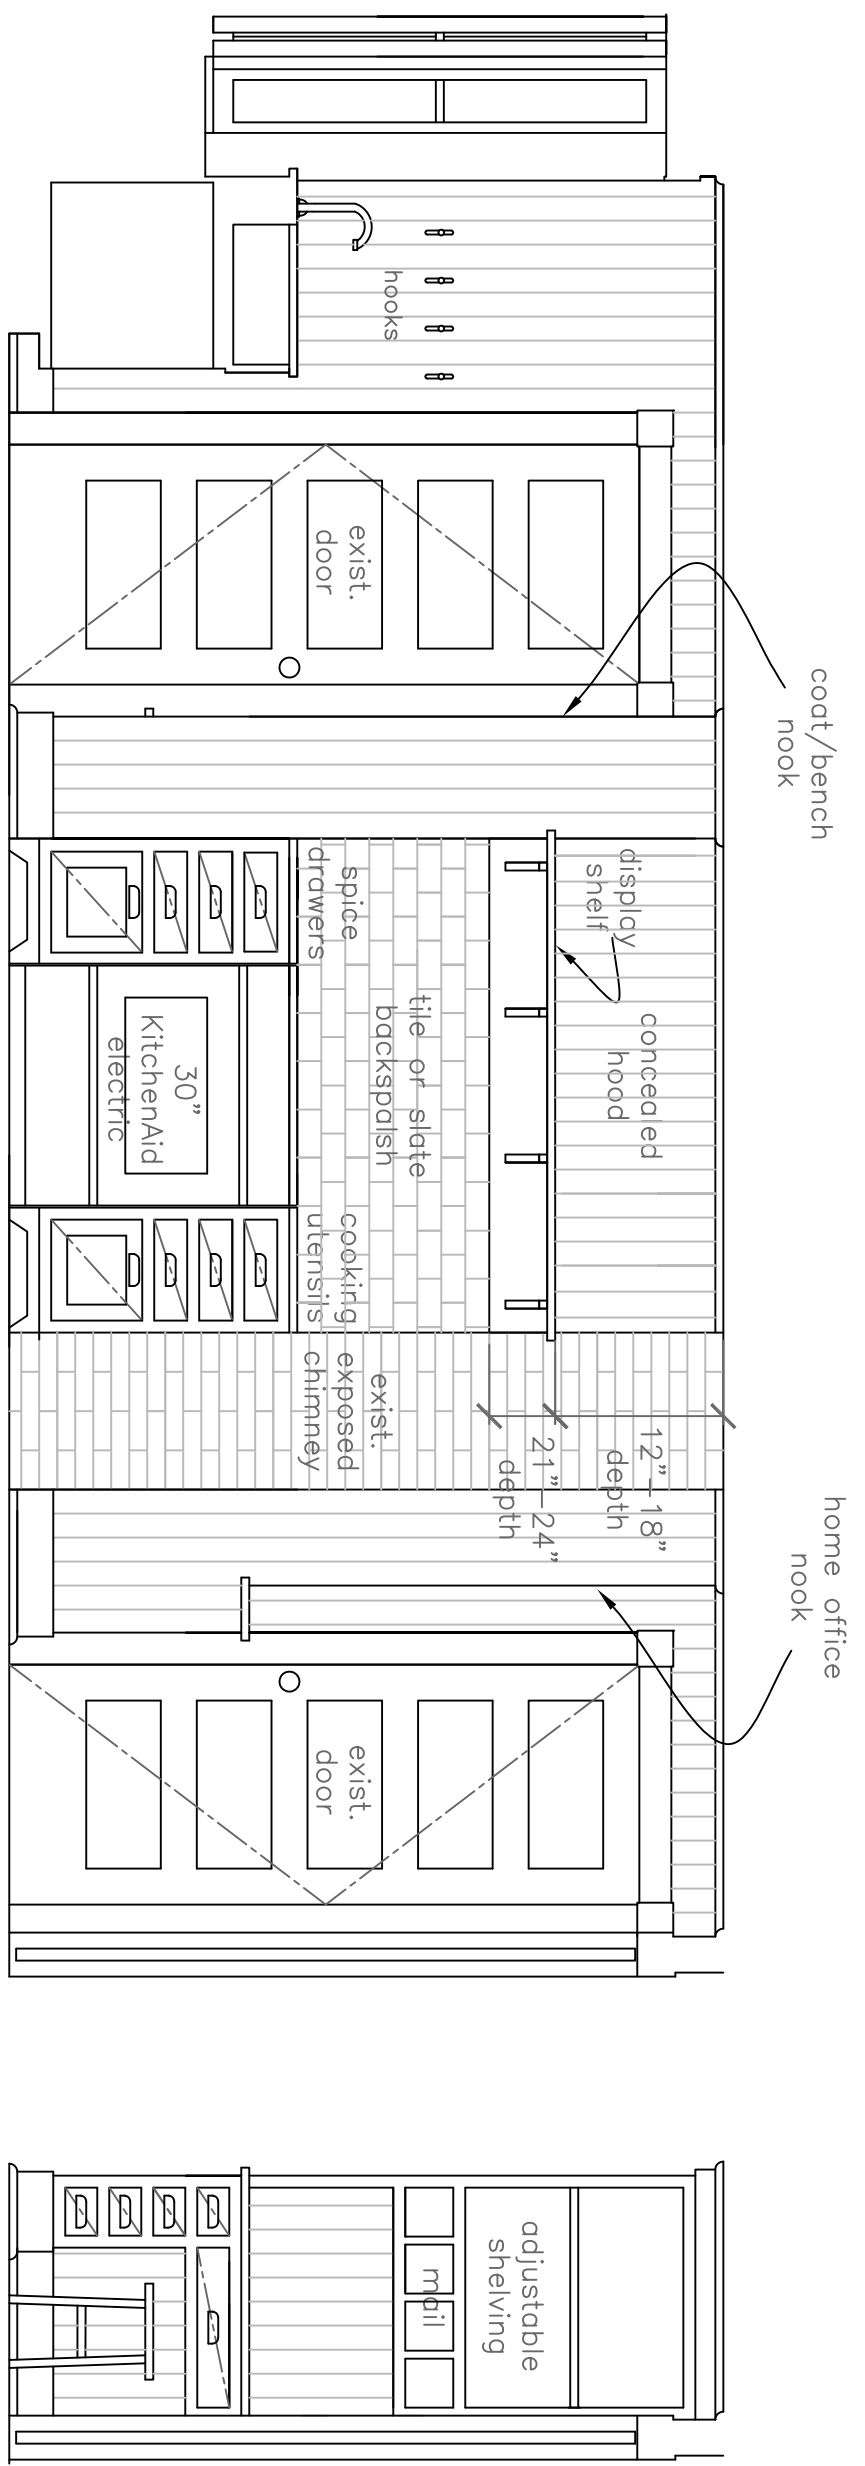 coat/bench
nook
home office
nook
hooks
exist.
door
display
shelf
concealed
hood
spice
drawers
tile or slate
backspalsh
30"
KitchenAid
electric
cooking
utensils
exist.
exposed
chimney
12"-18"
depth
21"-24"
depth
exist.
door
adjustable
shelving
mail